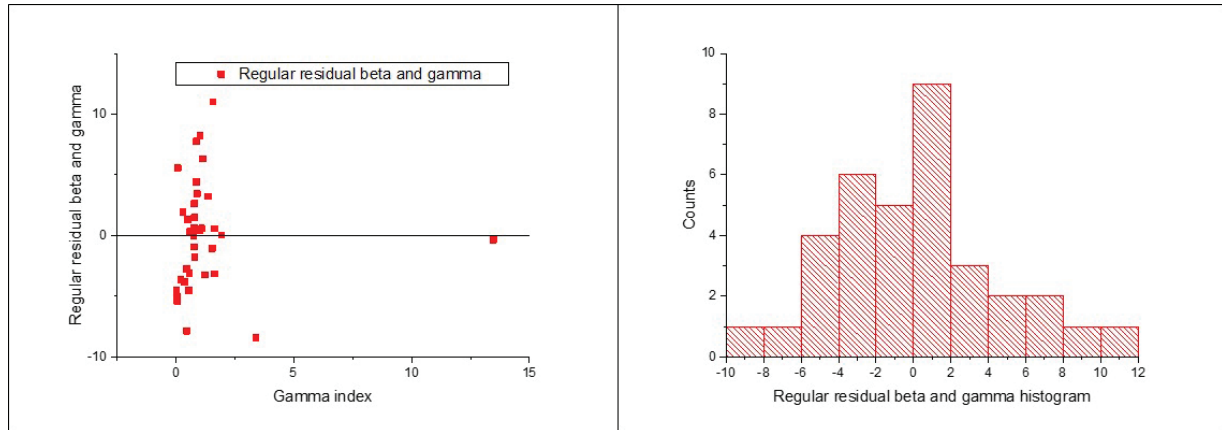 Regular residual beta and gamma
Regular residual beta and gamma
10
0
-10
0
5
10
15
Gamma index
10
8
6
4
2
0
Counts
-10 -8 -6 -4 -2 0 2 4 6 8 10 12
Regular residual beta and gamma histogram